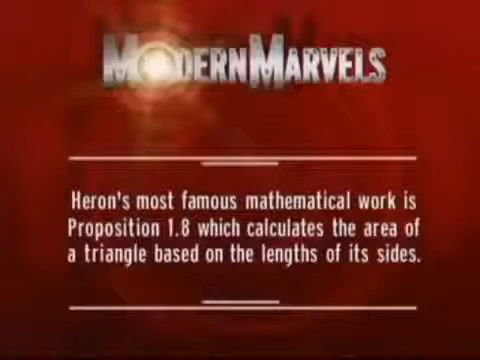 MODERN MARVELS
Heron's most famous mathematical work is
Proposition 1.8 which calculates the area of
a triangle based on the lengths of its sides.